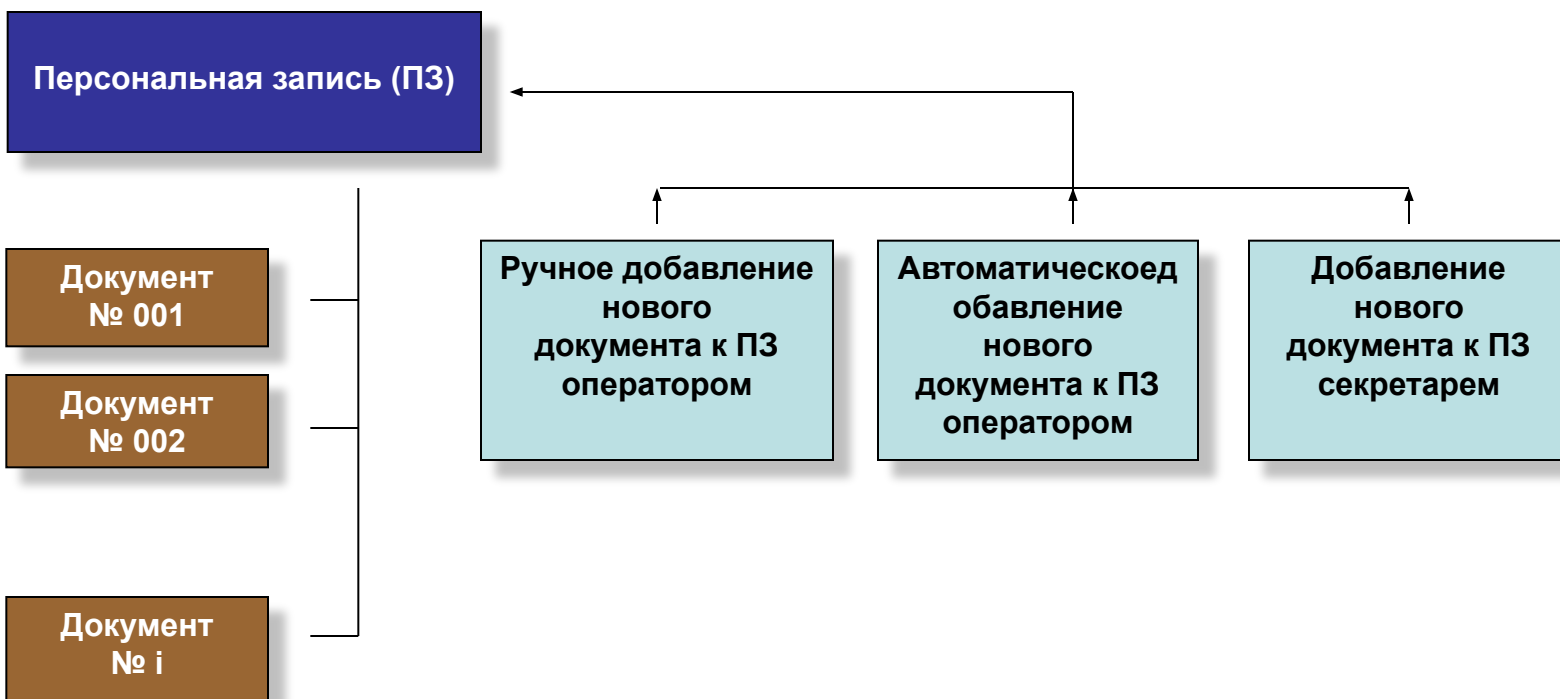 Персональная запись (ПЗ)
Документ
№ 001
Документ
№ 002
Документ
№ i
Ручное добавление
нового
документа к ПЗ
оператором
Автоматическоед
обавление
нового
документа к ПЗ
оператором
Добавление
нового
документа к ПЗ
секретарем